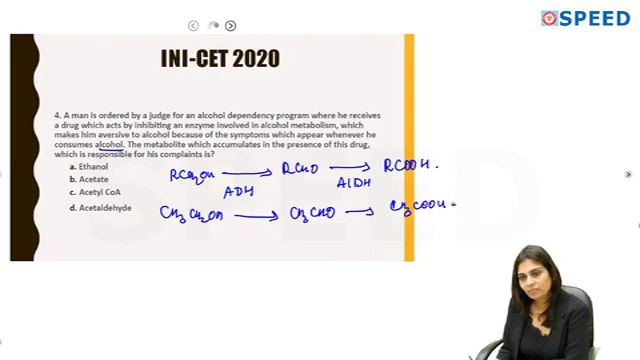 SPEED
INI-CET 2020
4. A man is ordered by a judge for an alcohol dependency program where he receives
a drug which acts by inhibiting an enzyme involved in alcohol metabolism, which
makes him aversive to alcohol because of the symptoms which appear whenever he
consumes alcohol. The metabolite which accumulates in the presence of this drug,
which is responsible for his complaints is?
a. Ethanol
b. Acetate
c. Acetyl CoA
d. Acetaldehyde
RCH2OH → RCHO → RCOOH
ADH AlDH
CH3CH2OH → CH3CHO → CH3COOH
SPEED